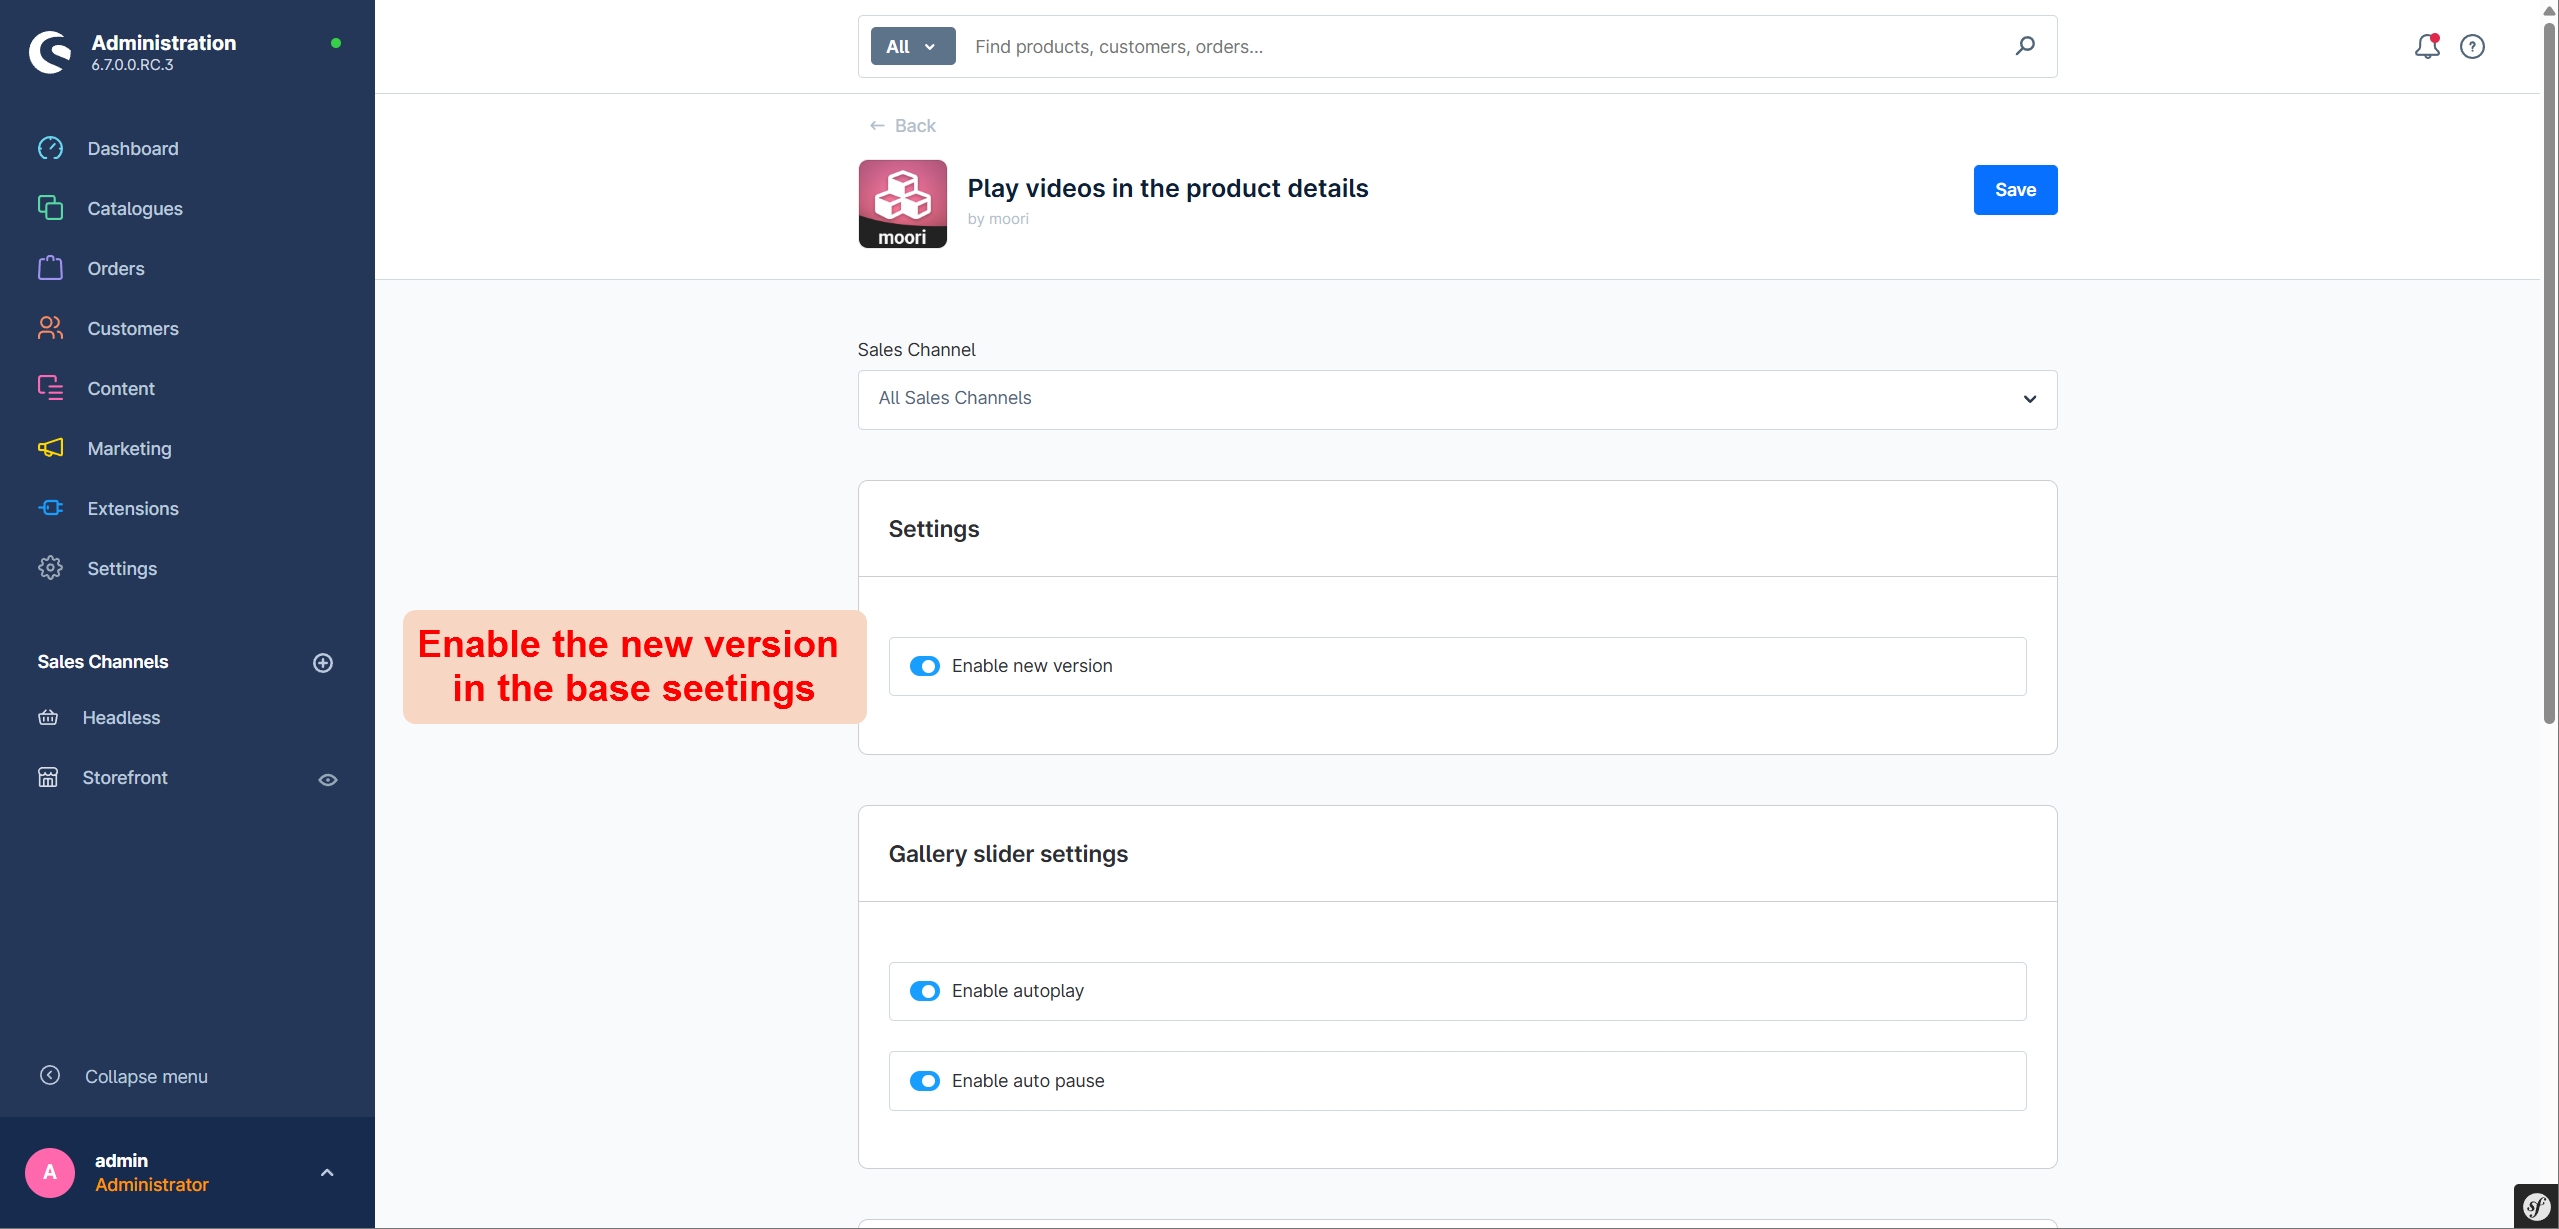 Administration
6.7.0.0.RC.3
Dashboard
Catalogues
Orders
Customers
Content
Marketing
Extensions
Settings
Sales Channels
Headless
Storefront
Collapse menu
A
admin
Administrator
All
Find products, customers, orders...
Back
moori
Play videos in the product details
by moori
Save
Sales Channel
All Sales Channels
Settings
Enable the new version
in the base seetings
Enable new version
Gallery slider settings
Enable autoplay
Enable auto pause
sf